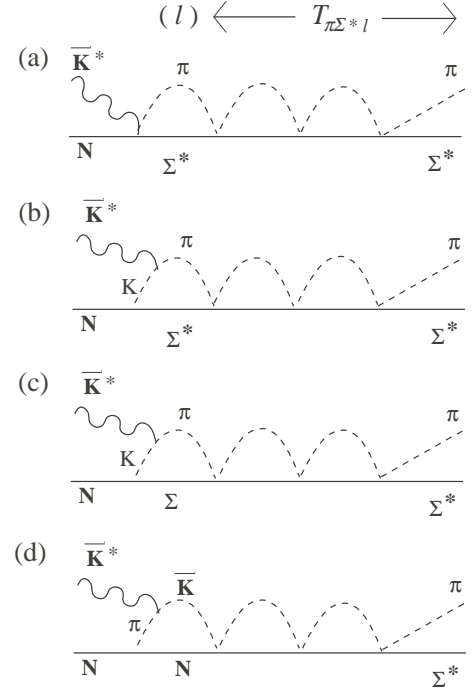 (l) T_{πΣ* l}
(a) K̅* π π
N Σ* Σ*
(b) K̅* π π
K
N Σ* Σ*
(c) K̅* π π
K
N Σ Σ*
(d) K̅* K̅ π
π
N N Σ*